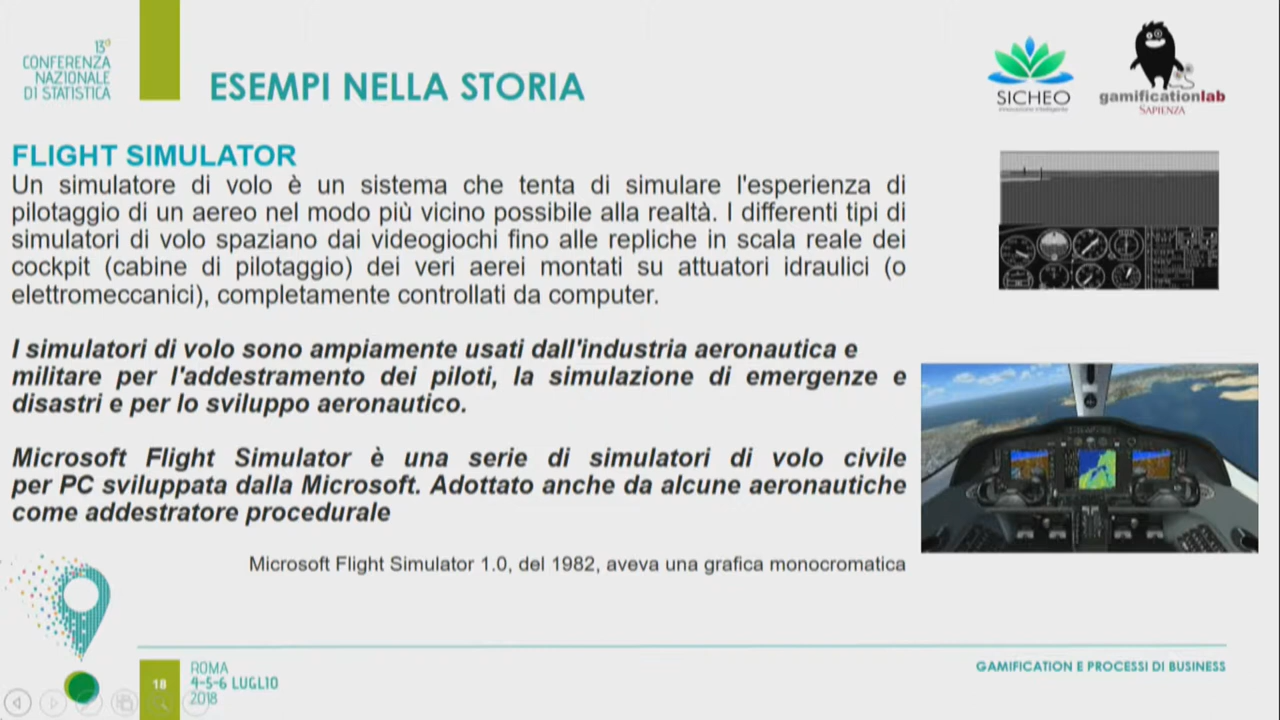 13ª
CONFERENZA
NAZIONALE
DI STATISTICA
ESEMPI NELLA STORIA
SICHEO
gamificationlab
SAPIENZA
FLIGHT SIMULATOR
Un simulatore di volo è un sistema che tenta di simulare l'esperienza di
pilotaggio di un aereo nel modo più vicino possibile alla realtà. I differenti tipi di
simulatori di volo spaziano dai videogiochi fino alle repliche in scala reale dei
cockpit (cabine di pilotaggio) dei veri aerei montati su attuatori idraulici (o
elettromeccanici), completamente controllati da computer.
I simulatori di volo sono ampiamente usati dall'industria aeronautica e
militare per l'addestramento dei piloti, la simulazione di emergenze e
disastri e per lo sviluppo aeronautico.
Microsoft Flight Simulator è una serie di simulatori di volo civile
per PC sviluppata dalla Microsoft. Adottato anche da alcune aeronautiche
come addestratore procedurale
Microsoft Flight Simulator 1.0, del 1982, aveva una grafica monocromatica
18
ROMA
4-5-6 LUGLIO
2018
GAMIFICATION E PROCESSI DI BUSINESS